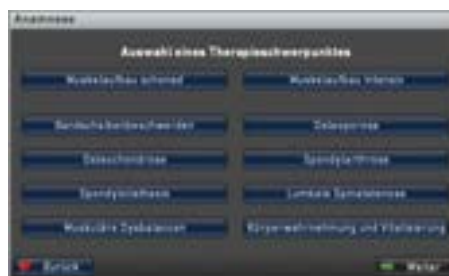 Anamnese
Auswahl eines Therapieschwerpunktes
Muskelaufbau schonend
Muskelaufbau intensiv
Bandscheibenbeschwerden
Osteoporose
Osteochondrose
Spondylarthrose
Spondylolisthesis
Lumbale Spinalstenose
Muskuläre Dysbalancen
Körperwahrnehmung und Vitalisierung
Zurück
Weiter